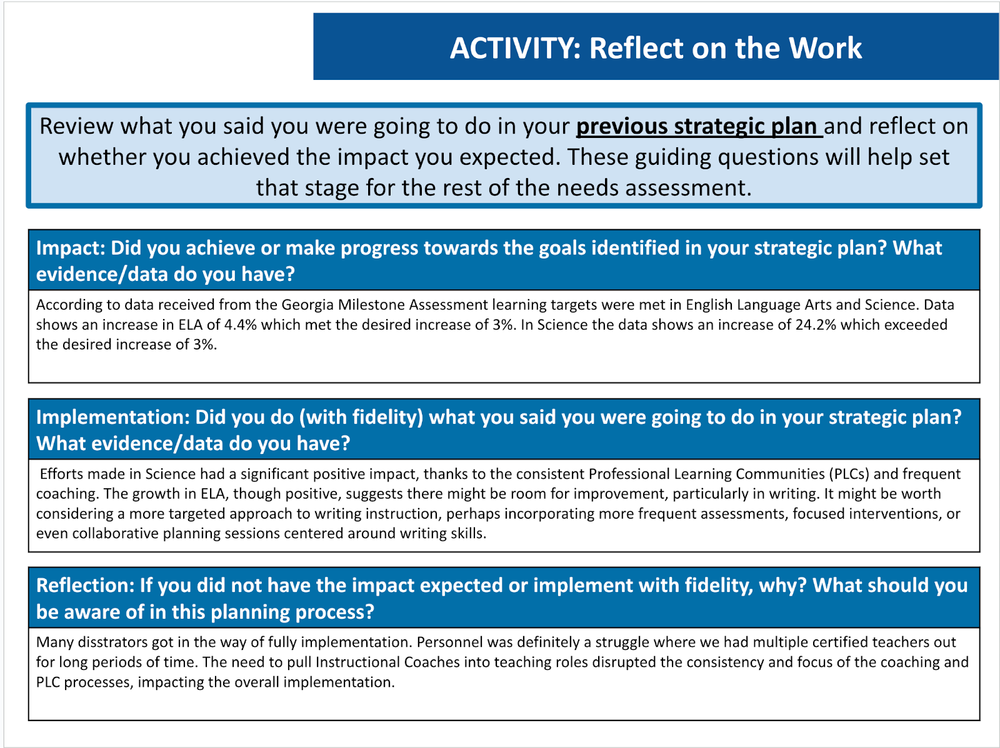 ACTIVITY: Reflect on the Work
Review what you said you were going to do in your previous strategic plan and reflect on
whether you achieved the impact you expected. These guiding questions will help set
that stage for the rest of the needs assessment.
Impact: Did you achieve or make progress towards the goals identified in your strategic plan? What
evidence/data do you have?
According to data received from the Georgia Milestone Assessment learning targets were met in English Language Arts and Science. Data
shows an increase in ELA of 4.4% which met the desired increase of 3%. In Science the data shows an increase of 24.2% which exceeded
the desired increase of 3%.
Implementation: Did you do (with fidelity) what you said you were going to do in your strategic plan?
What evidence/data do you have?
Efforts made in Science had a significant positive impact, thanks to the consistent Professional Learning Communities (PLCs) and frequent
coaching. The growth in ELA, though positive, suggests there might be room for improvement, particularly in writing. It might be worth
considering a more targeted approach to writing instruction, perhaps incorporating more frequent assessments, focused interventions, or
even collaborative planning sessions centered around writing skills.
Reflection: If you did not have the impact expected or implement with fidelity, why? What should you
be aware of in this planning process?
Many disstrators got in the way of fully implementation. Personnel was definitely a struggle where we had multiple certified teachers out
for long periods of time. The need to pull Instructional Coaches into teaching roles disrupted the consistency and focus of the coaching and
PLC processes, impacting the overall implementation.